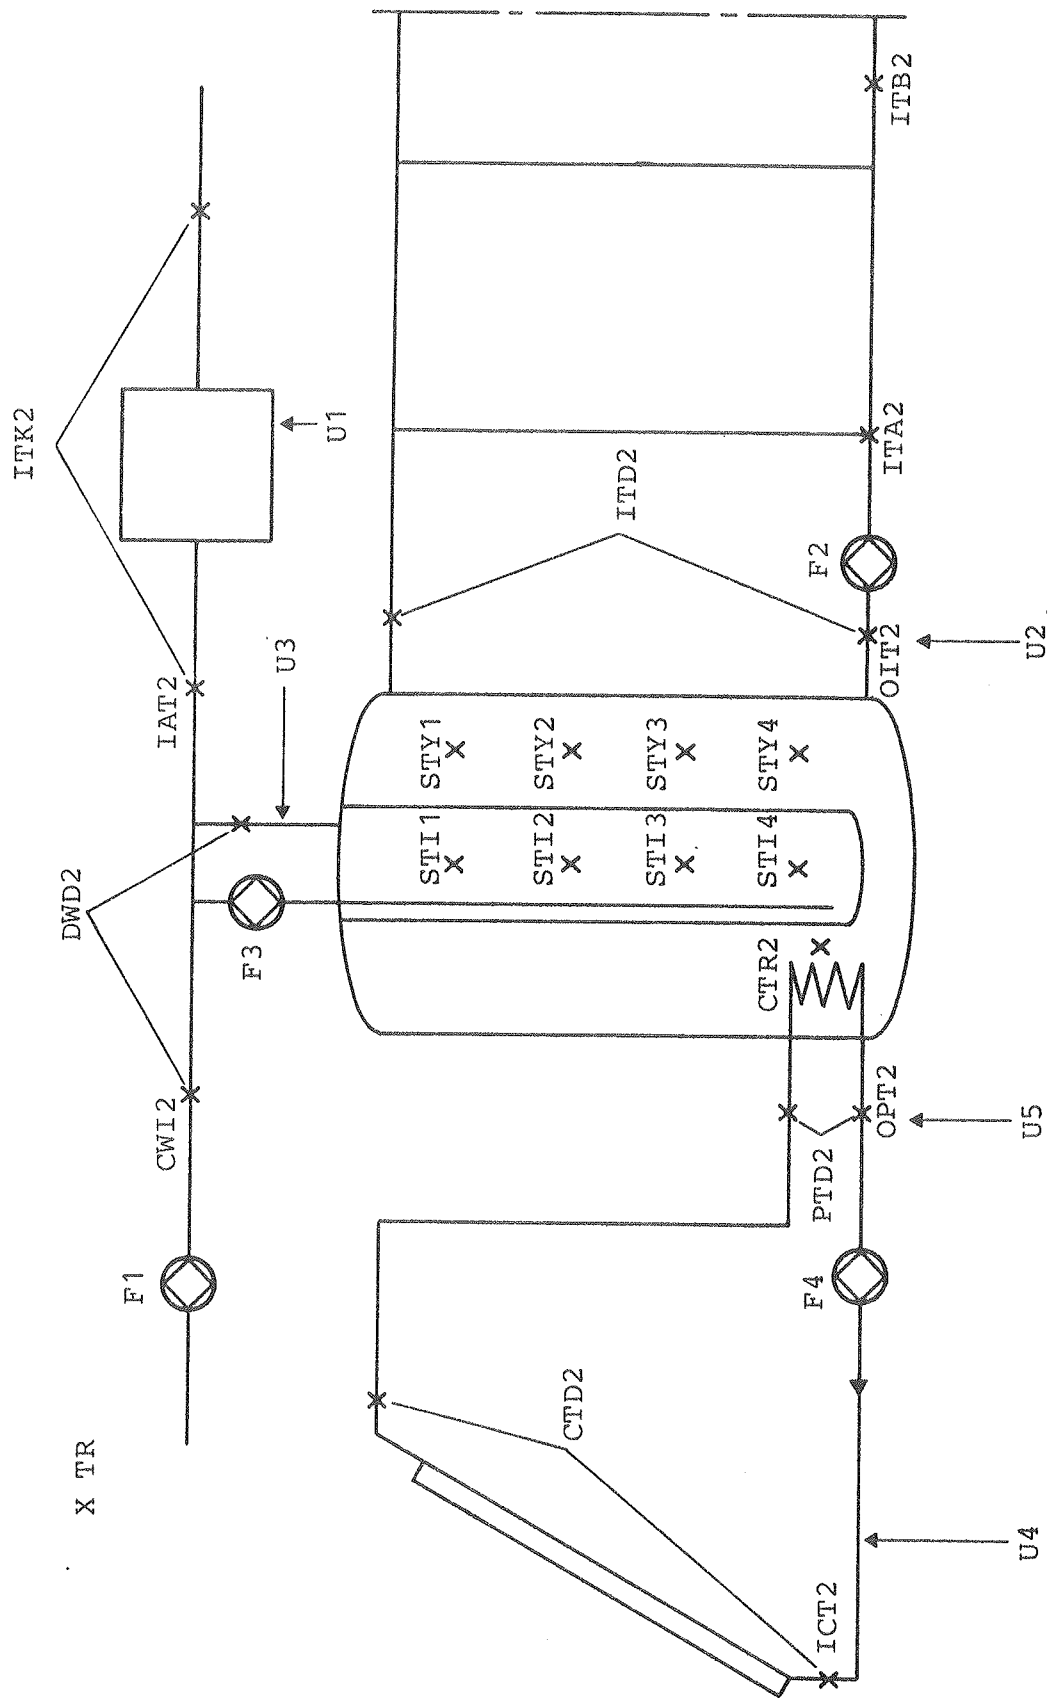 X TR
F1
CWI2
DWD2
IAT2
ITK2
F3
U3
U1
CTD2
ICT2
U4
F4
PTD2
OPT2
U5
CTR2
STI1
STI2
STI3
STI4
STY1
STY2
STY3
STY4
ITD2
OIT2
U2
F2
ITA2
ITB2